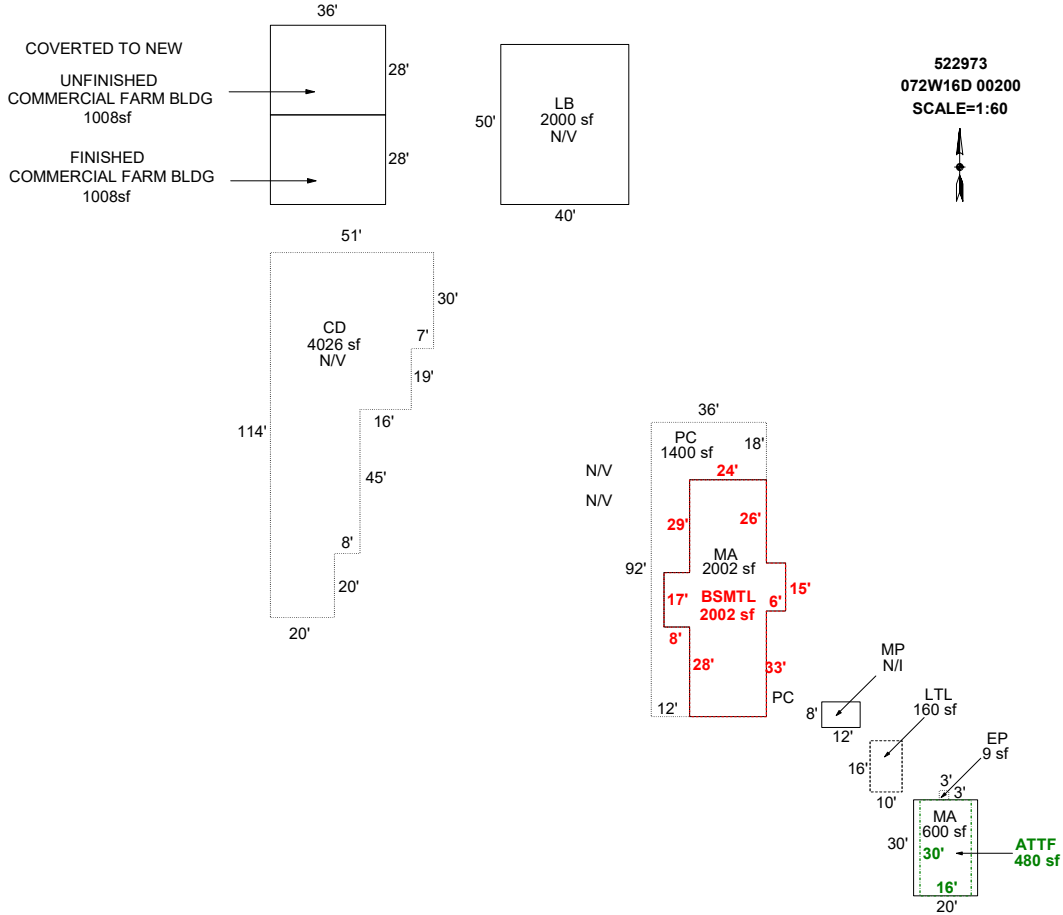 36'
COVERTED TO NEW
UNFINISHED
COMMERCIAL FARM BLDG
1008sf
28'
FINISHED
COMMERCIAL FARM BLDG
1008sf
28'
50'
LB
2000 sf
N/V
40'
522973
072W16D 00200
SCALE=1:60
51'
30'
CD
4026 sf
N/V
7'
19'
16'
114'
45'
8'
20'
20'
36'
PC
1400 sf
18'
N/V
N/V
24'
29'
26'
92'
MA
2002 sf
17'
BSMTL
2002 sf
15'
6'
8'
28'
33'
12'
PC
MP
N/I
8'
12'
LTL
160 sf
16'
10'
EP
9 sf
3'
3'
MA
600 sf
30'
30'
ATTF
480 sf
16'
20'